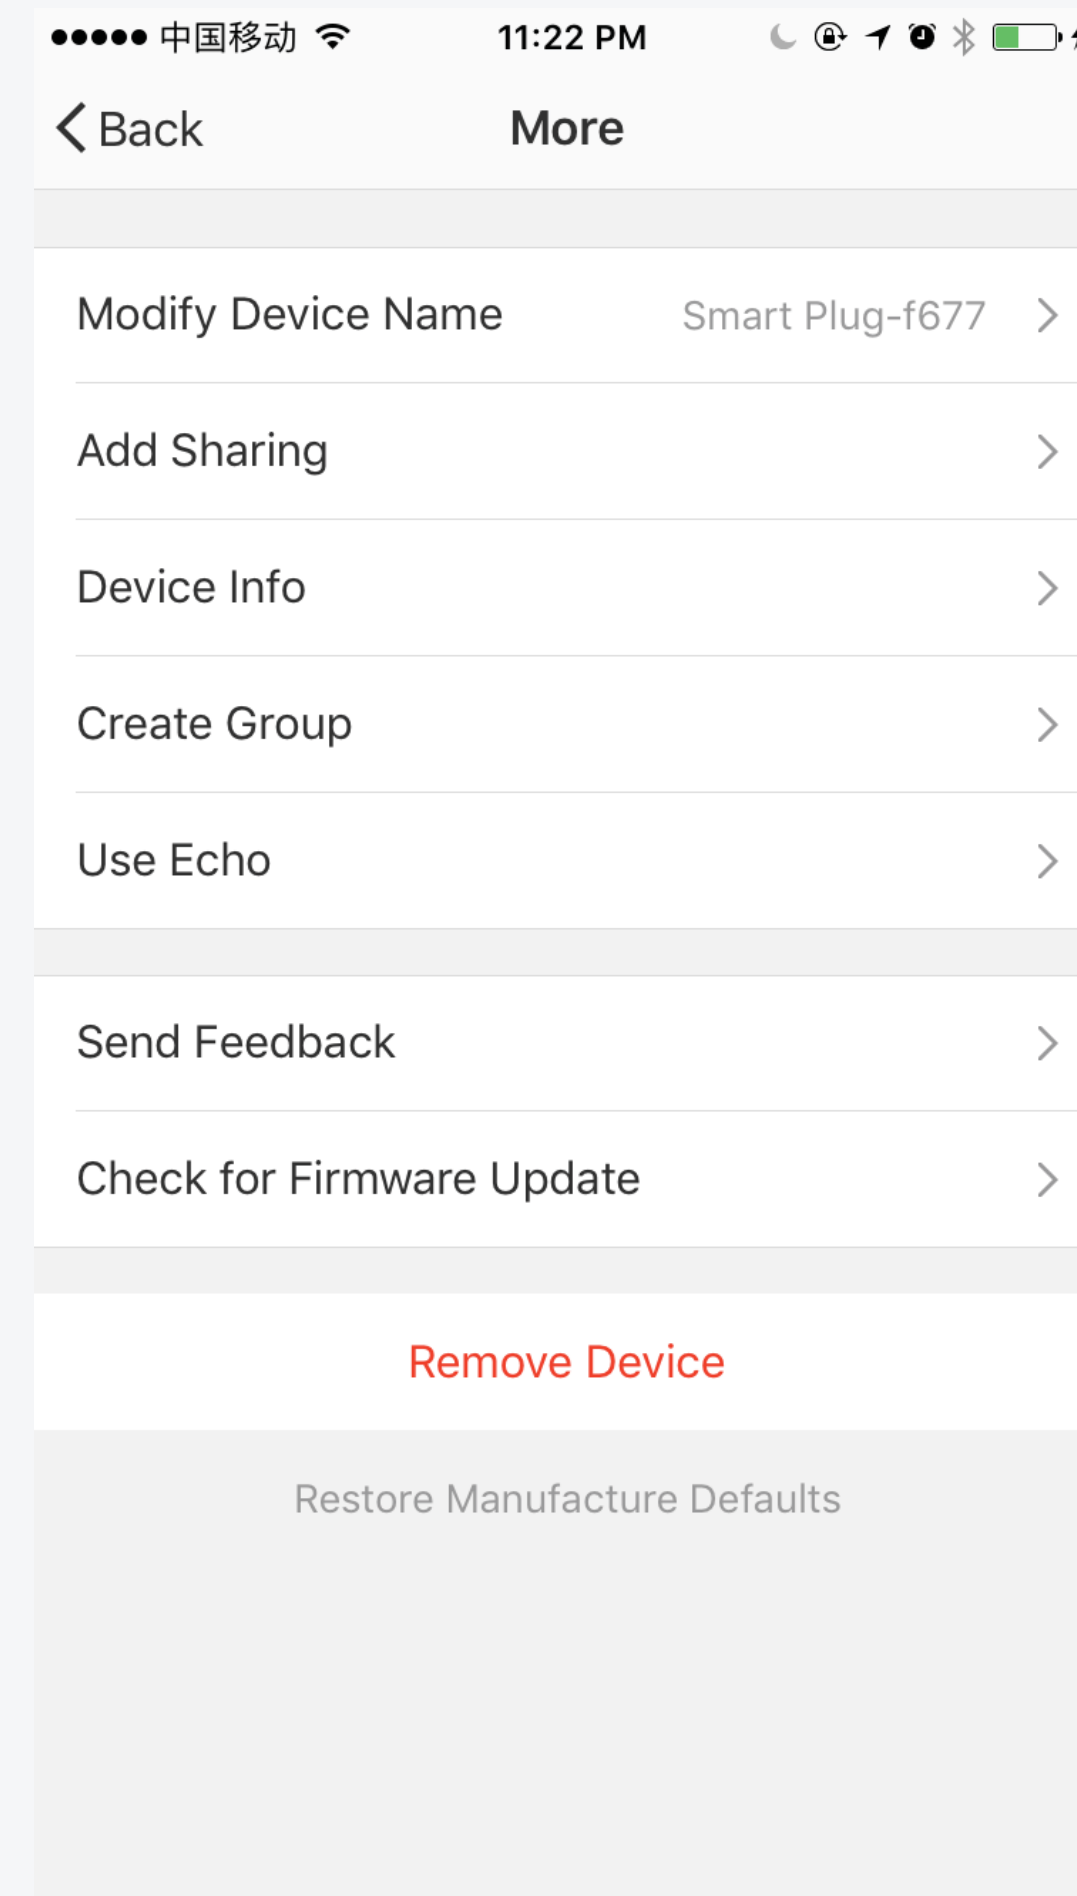 中国移动 11:22 PM
Back More
Modify Device Name Smart Plug-f677
Add Sharing
Device Info
Create Group
Use Echo
Send Feedback
Check for Firmware Update
Remove Device
Restore Manufacture Defaults